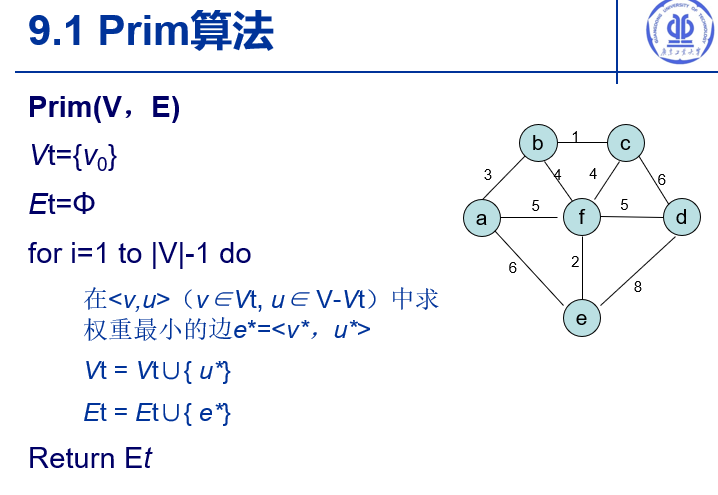 9.1 Prim算法
Prim(V，E)
Vt={v0}
Et=Φ
for i=1 to |V|-1 do
在<v,u>（v∈Vt, u∈ V-Vt）中求
权重最小的边e*=<v*，u*>
Vt = Vt∪{ u*}
Et = Et∪{ e*}
Return Et
b 1 c
3 4 4 6
a 5 f 5 d
6 2 8
e